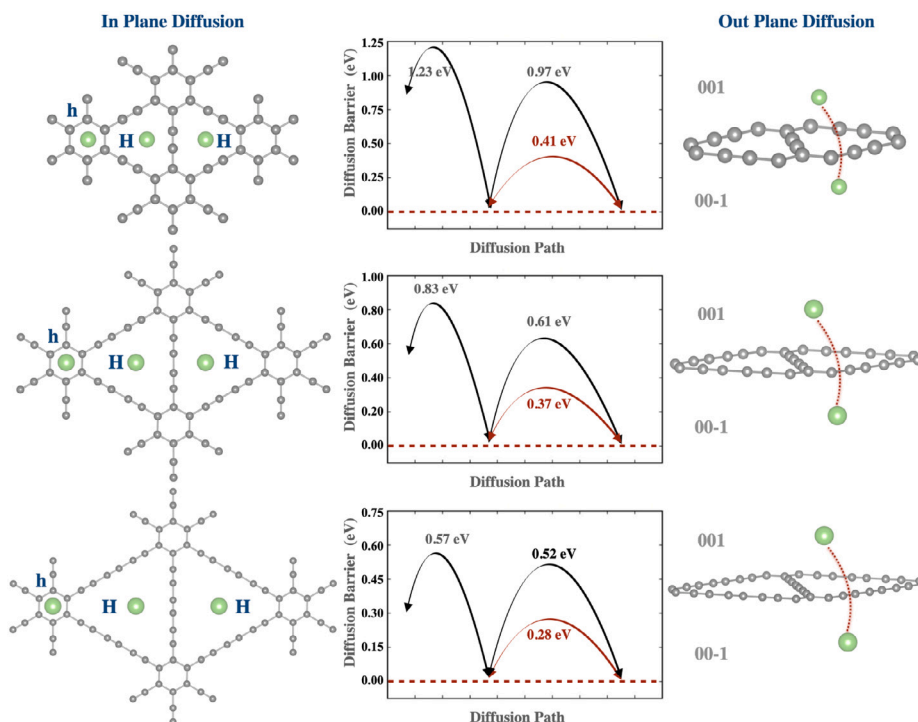 In Plane Diffusion
Out Plane Diffusion
h
H
H
Diffusion Barrier (eV)
1.25
1.00
0.75
0.50
0.25
0.00
1.23 eV
0.97 eV
0.41 eV
Diffusion Path
001
00-1
h
H
H
Diffusion Barrier (eV)
1.00
0.80
0.60
0.40
0.20
0.00
0.83 eV
0.61 eV
0.37 eV
Diffusion Path
001
00-1
h
H
H
Diffusion Barrier (eV)
0.75
0.60
0.45
0.30
0.15
0.00
0.57 eV
0.52 eV
0.28 eV
Diffusion Path
001
00-1